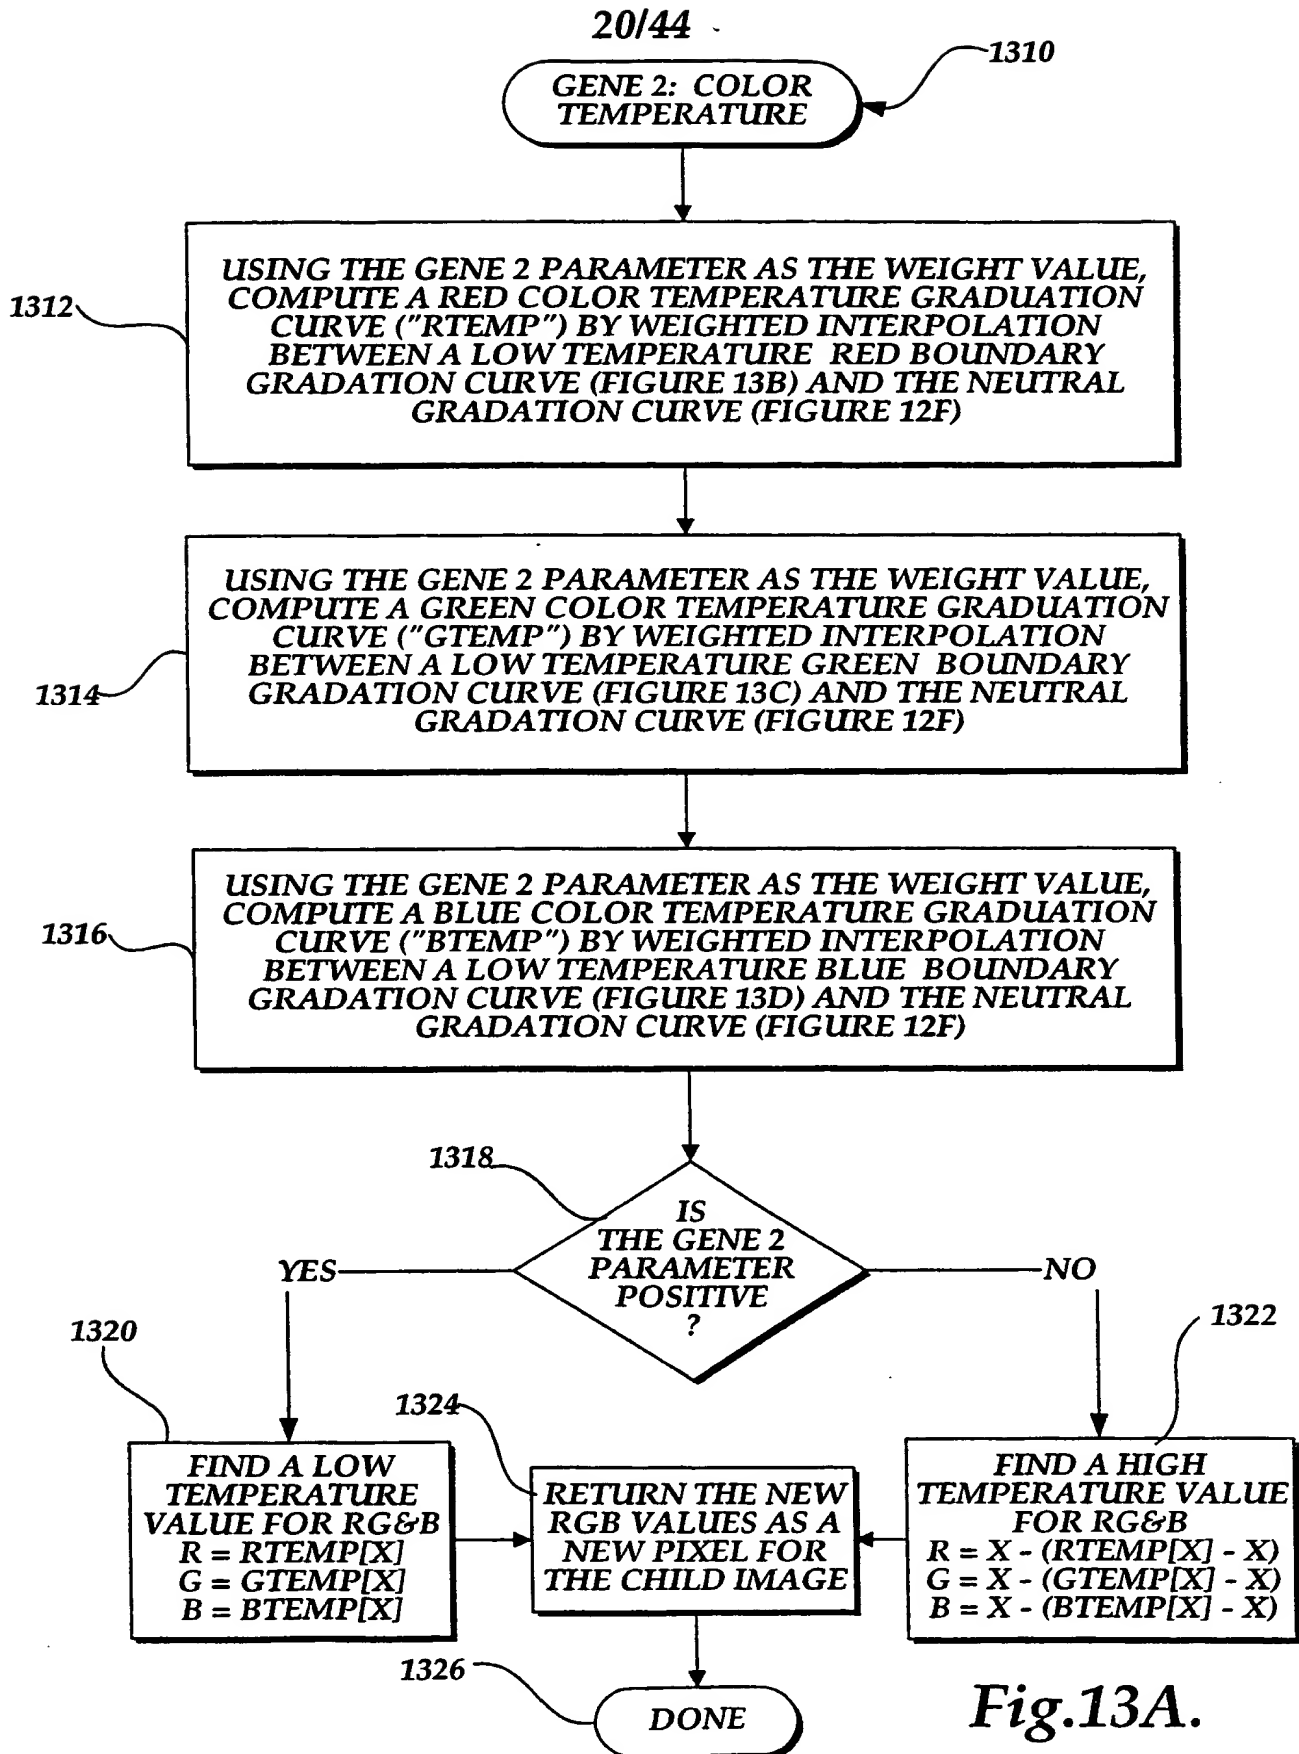 20/44
1310
GENE 2: COLOR
TEMPERATURE
1312
USING THE GENE 2 PARAMETER AS THE WEIGHT VALUE,
COMPUTE A RED COLOR TEMPERATURE GRADUATION
CURVE ("RTEMP") BY WEIGHTED INTERPOLATION
BETWEEN A LOW TEMPERATURE RED BOUNDARY
GRADATION CURVE (FIGURE 13B) AND THE NEUTRAL
GRADATION CURVE (FIGURE 12F)
1314
USING THE GENE 2 PARAMETER AS THE WEIGHT VALUE,
COMPUTE A GREEN COLOR TEMPERATURE GRADUATION
CURVE ("GTEMP") BY WEIGHTED INTERPOLATION
BETWEEN A LOW TEMPERATURE GREEN BOUNDARY
GRADATION CURVE (FIGURE 13C) AND THE NEUTRAL
GRADATION CURVE (FIGURE 12F)
1316
USING THE GENE 2 PARAMETER AS THE WEIGHT VALUE,
COMPUTE A BLUE COLOR TEMPERATURE GRADUATION
CURVE ("BTEMP") BY WEIGHTED INTERPOLATION
BETWEEN A LOW TEMPERATURE BLUE BOUNDARY
GRADATION CURVE (FIGURE 13D) AND THE NEUTRAL
GRADATION CURVE (FIGURE 12F)
1318
IS
THE GENE 2
PARAMETER
POSITIVE
?
YES
NO
1320
FIND A LOW
TEMPERATURE
VALUE FOR RG&B
R = RTEMP[X]
G = GTEMP[X]
B = BTEMP[X]
1324
RETURN THE NEW
RGB VALUES AS A
NEW PIXEL FOR
THE CHILD IMAGE
1322
FIND A HIGH
TEMPERATURE VALUE
FOR RG&B
R = X - (RTEMP[X] - X)
G = X - (GTEMP[X] - X)
B = X - (BTEMP[X] - X)
1326
DONE
Fig.13A.